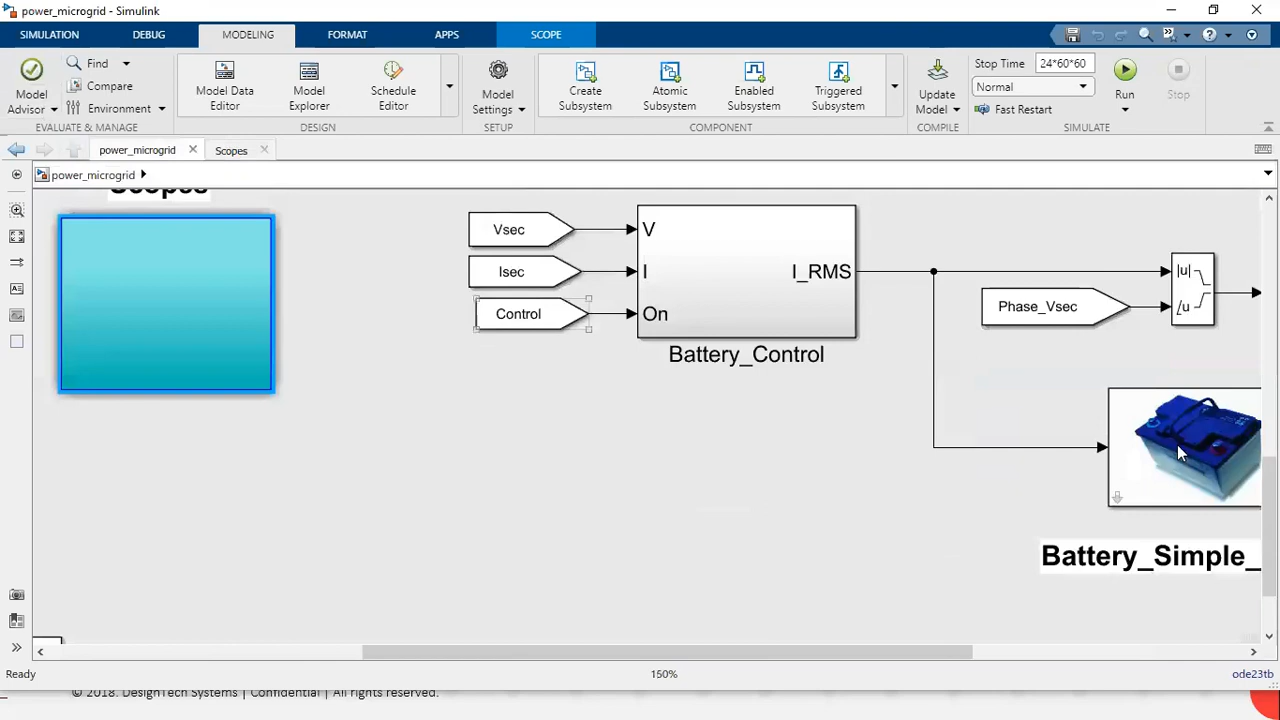 power_microgrid - Simulink
SIMULATION DEBUG MODELING FORMAT APPS SCOPE
Model Advisor
Find
Compare
Environment
EVALUATE & MANAGE
Model Data Editor
Model Explorer
Schedule Editor
DESIGN
Model Settings
SETUP
Create Subsystem
Atomic Subsystem
Enabled Subsystem
Triggered Subsystem
COMPONENT
Update Model
COMPILE
Stop Time 24*60*60
Normal
Fast Restart
Run
Stop
SIMULATE
power_microgrid Scopes
power_microgrid
Scopes
Vsec
V
Isec
I
I_RMS
|u|
Control
On
Phase_Vsec
/u
Battery_Control
Battery_Simple_
Ready 150% ode23tb
© 2018. DesignTech Systems | Confidential | All rights reserved.